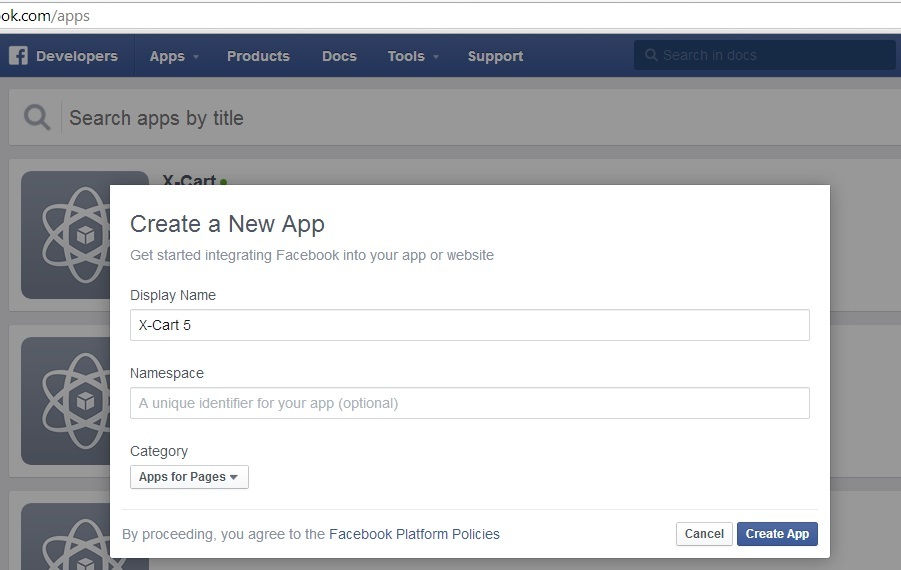 ok.com/apps
Developers Apps Products Docs Tools Support Search in docs
Search apps by title
X-Cart
Create a New App
Get started integrating Facebook into your app or website
Display Name
X-Cart 5
Namespace
A unique identifier for your app (optional)
Category
Apps for Pages
By proceeding, you agree to the Facebook Platform Policies Cancel Create App